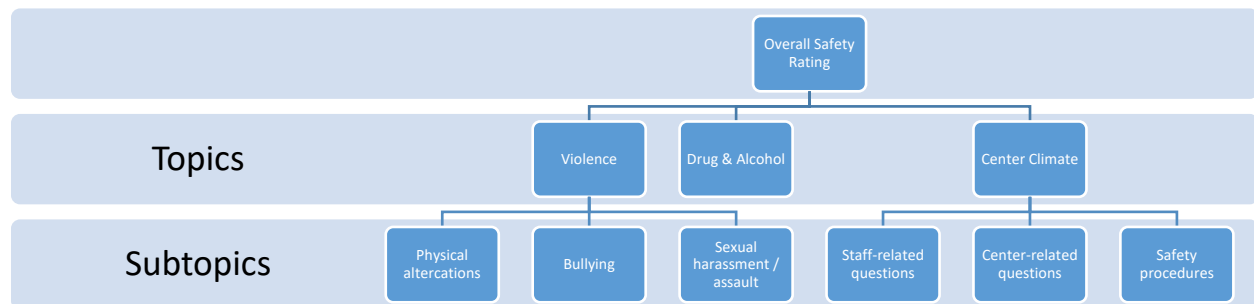 Overall Safety
Rating
Topics
Violence
Drug & Alcohol
Center Climate
Subtopics
Physical
altercations
Bullying
Sexual
harassment /
assault
Staff-related
questions
Center-related
questions
Safety
procedures